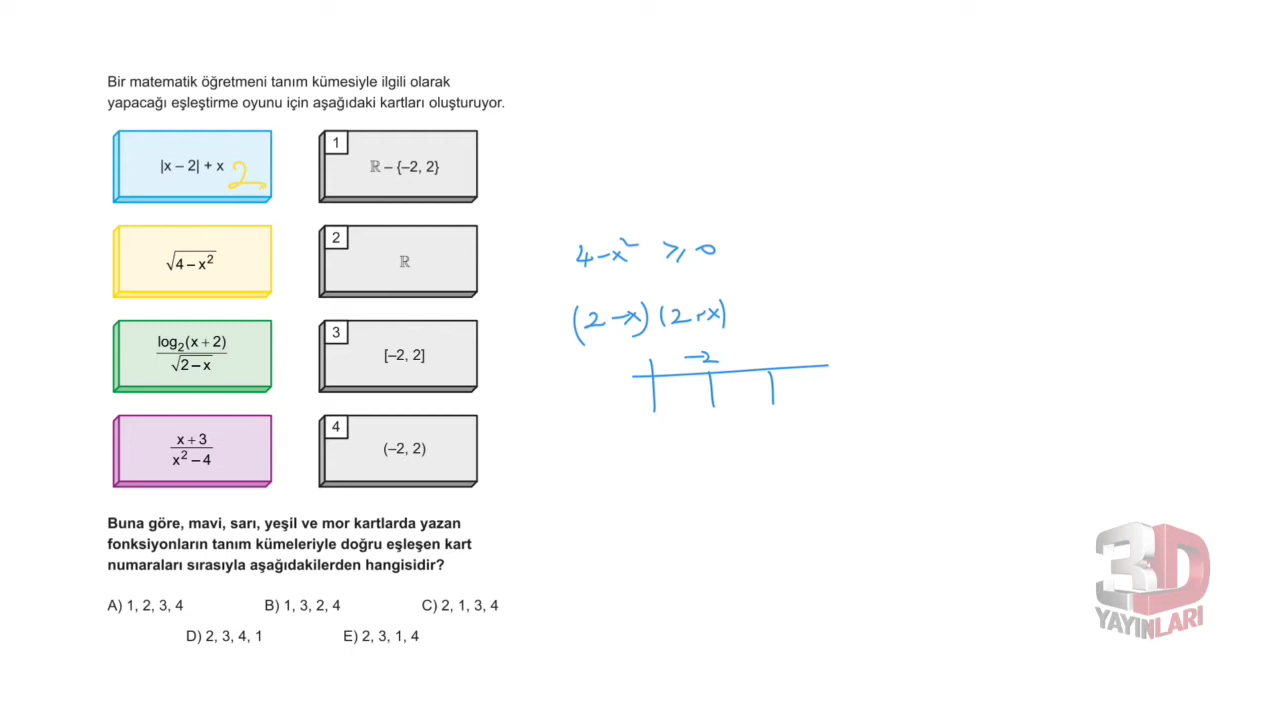 Bir matematik öğretmeni tanım kümesiyle ilgili olarak
yapacağı eşleştirme oyunu için aşağıdaki kartları oluşturuyor.
|x – 2| + x 2
1
ℝ – {–2, 2}
√(4 – x²)
2
ℝ
log₂(x + 2) / √(2 – x)
3
[–2, 2]
(x + 3) / (x² – 4)
4
(–2, 2)
4-x² ≥ 0
(2-x)(2+x)
-2
Buna göre, mavi, sarı, yeşil ve mor kartlarda yazan
fonksiyonların tanım kümeleriyle doğru eşleşen kart
numaraları sırasıyla aşağıdakilerden hangisidir?
A) 1, 2, 3, 4 B) 1, 3, 2, 4 C) 2, 1, 3, 4
D) 2, 3, 4, 1 E) 2, 3, 1, 4
3D
YAYINLARI